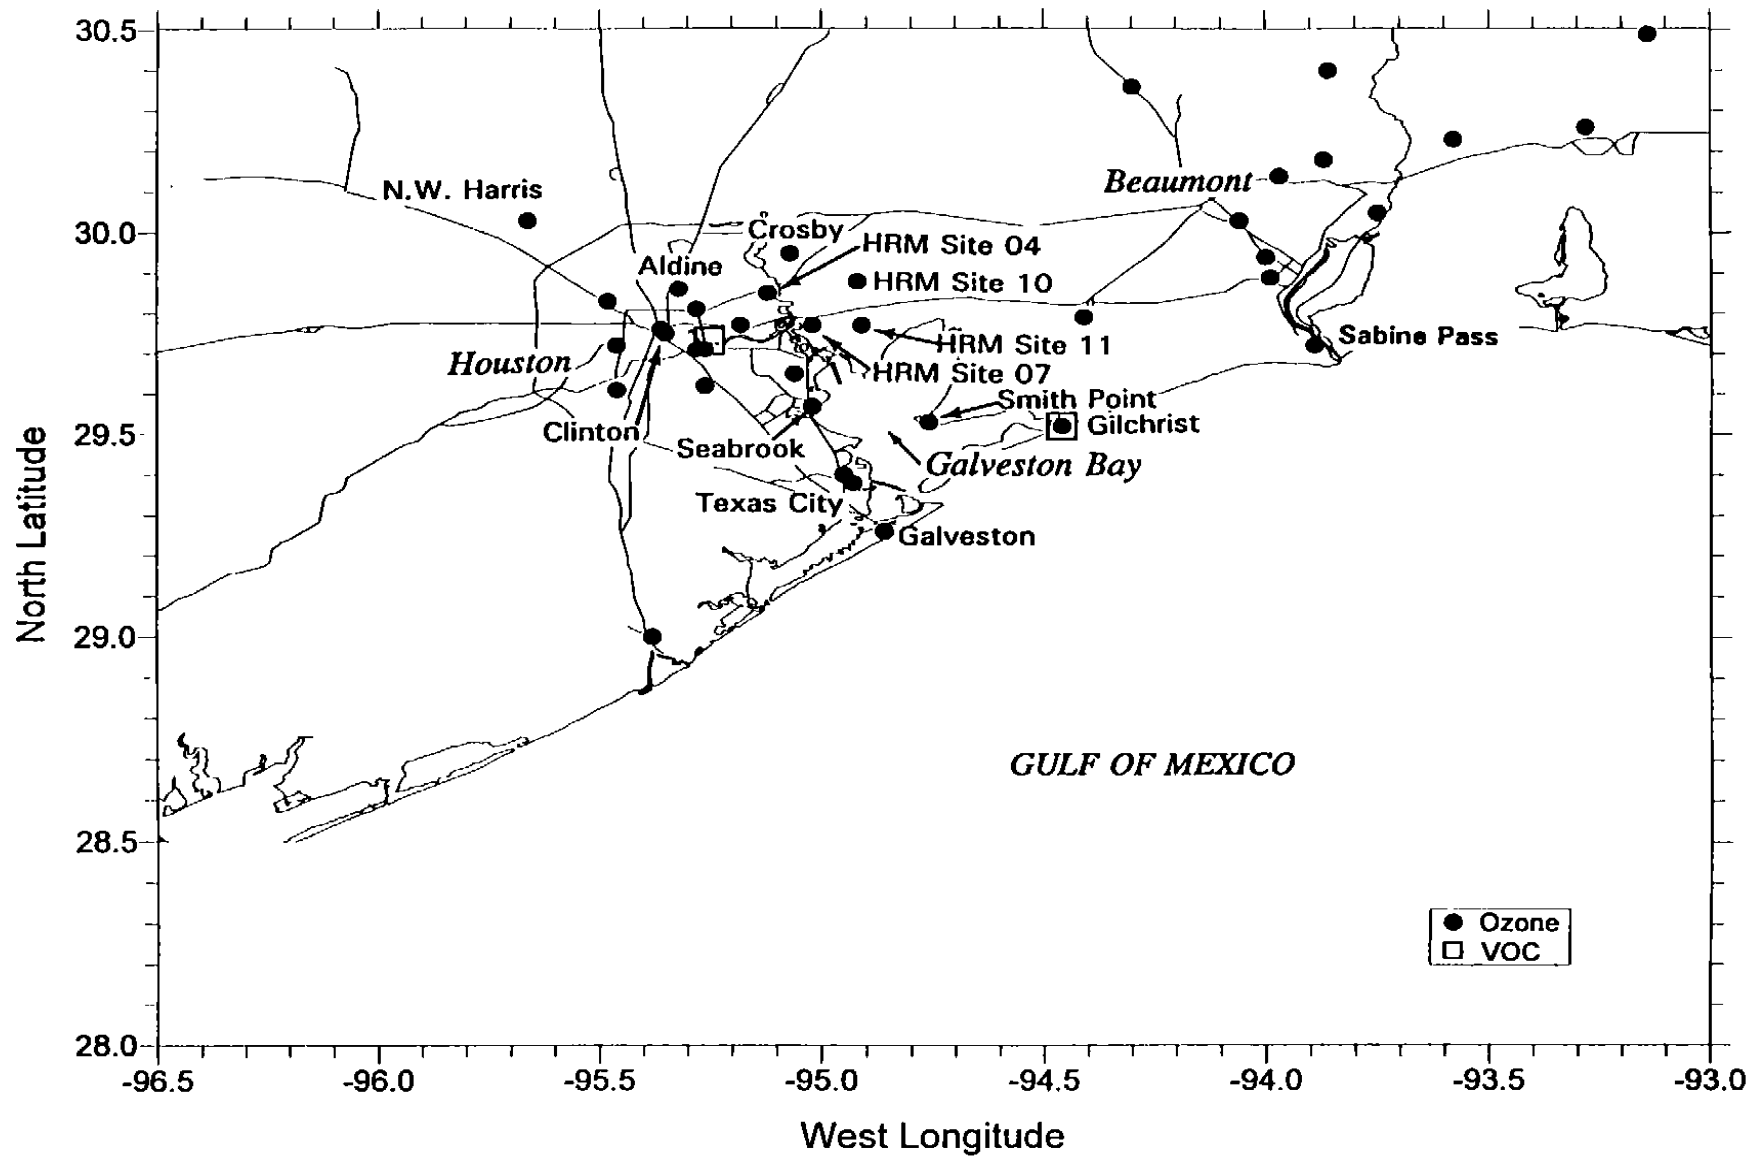 30.5
N.W. Harris
Beaumont
30.0
Crosby
HRM Site 04
Aldine
HRM Site 10
Sabine Pass
HRM Site 11
Houston
HRM Site 07
Smith Point
Gilchrist
29.5
Clinton
Seabrook
Galveston Bay
Texas City
Galveston
North Latitude
29.0
GULF OF MEXICO
28.5
Ozone
VOC
28.0
-96.5 -96.0 -95.5 -95.0 -94.5 -94.0 -93.5 -93.0
West Longitude